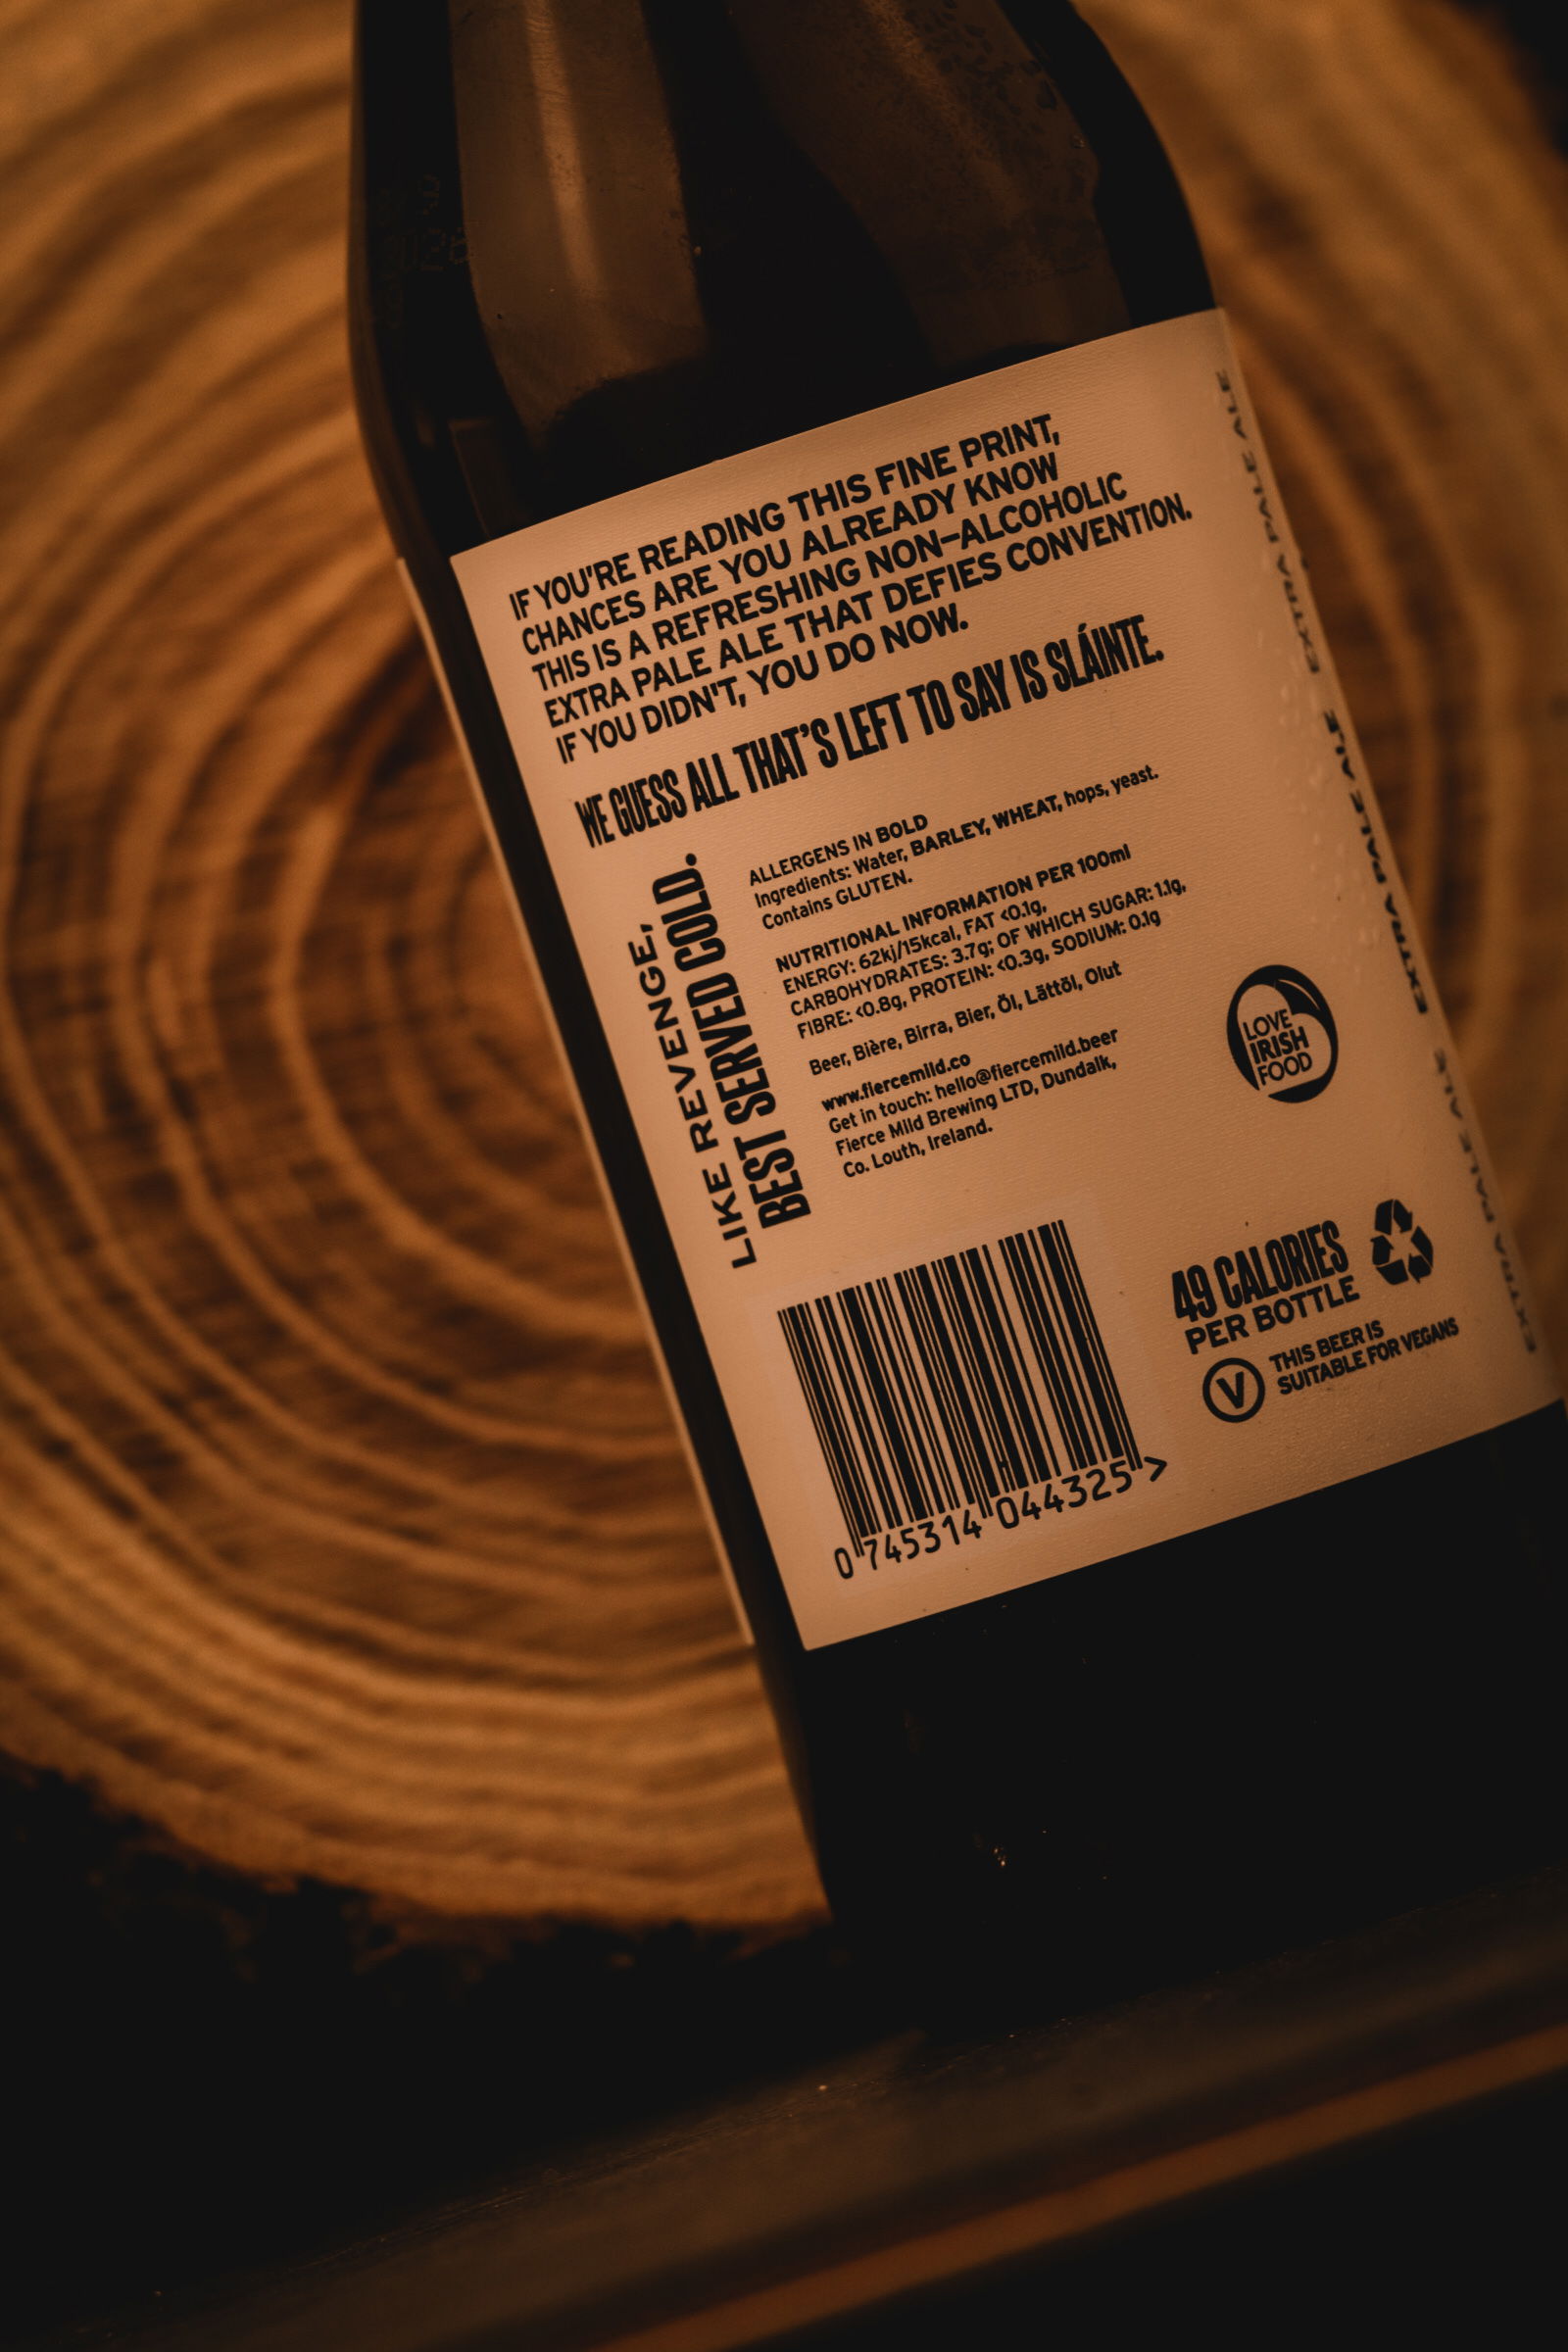 IF YOU'RE READING THIS FINE PRINT,
CHANCES ARE YOU ALREADY KNOW
THIS IS A REFRESHING NON–ALCOHOLIC
EXTRA PALE ALE THAT DEFIES CONVENTION.
IF YOU DIDN'T, YOU DO NOW.
WE GUESS ALL THAT'S LEFT TO SAY IS SLÁINTE.
LIKE REVENGE,
BEST SERVED COLD.
ALLERGENS IN BOLD
Ingredients: Water, BARLEY, WHEAT, hops, yeast.
Contains GLUTEN.
NUTRITIONAL INFORMATION PER 100ml
ENERGY: 62kj/15kcal, FAT <0.1g,
CARBOHYDRATES: 3.7g; OF WHICH SUGAR: 1.1g,
FIBRE: <0.8g, PROTEIN: <0.3g, SODIUM: 0.1g
Beer, Bière, Birra, Bier, Öl, Lättöl, Olut
www.fiercemild.co
Get in touch: hello@fiercemild.beer
Fierce Mild Brewing LTD, Dundalk,
Co. Louth, Ireland.
LOVE
IRISH
FOOD
49 CALORIES
PER BOTTLE
V
THIS BEER IS
SUITABLE FOR VEGANS
0 745314 044325 >
EXTRA PALE ALE
EXTRA PALE ALE
EXTRA PALE ALE